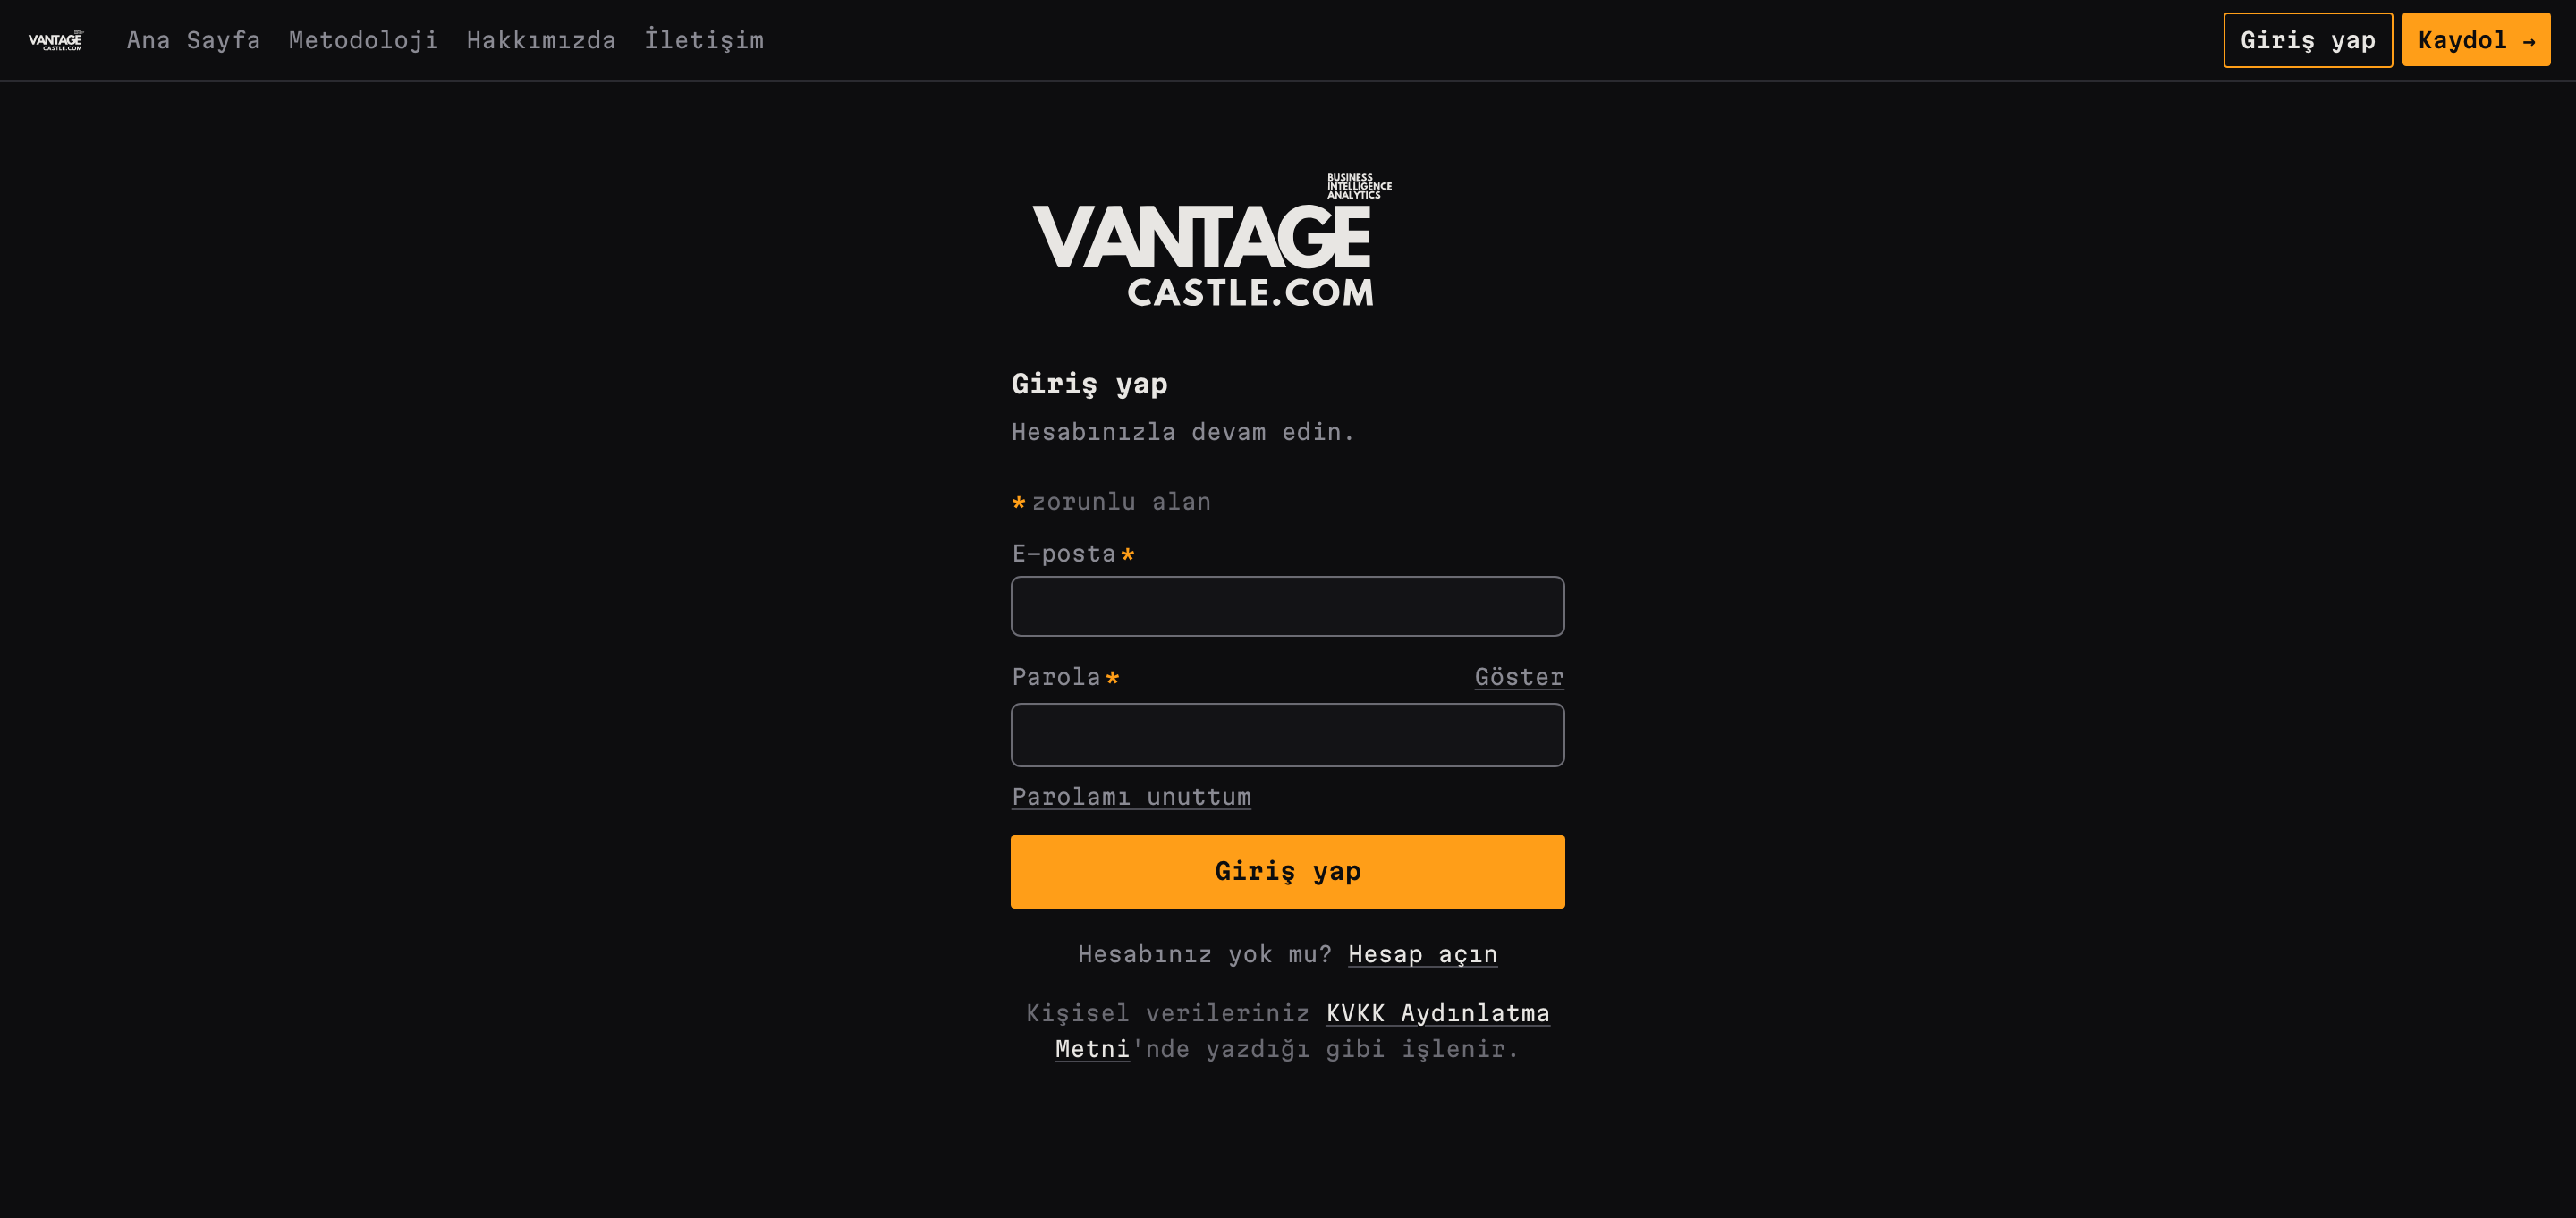 VANTAGE
CASTLE.COM
Ana Sayfa Metodoloji Hakkımızda İletişim
Giriş yap Kaydol →
BUSINESS
INTELLIGENCE
ANALYTICS
VANTAGE
CASTLE.COM
Giriş yap
Hesabınızla devam edin.
* zorunlu alan
E-posta *
Parola * Göster
Parolamı unuttum
Giriş yap
Hesabınız yok mu? Hesap açın
Kişisel verileriniz KVKK Aydınlatma
Metni'nde yazdığı gibi işlenir.